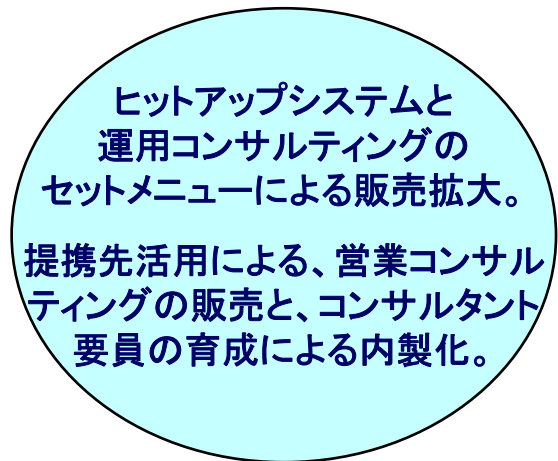 ヒットアップシステムと
運用コンサルティングの
セットメニューによる販売拡大。
提携先活用による、営業コンサル
ティングの販売と、コンサルタント
要員の育成による内製化。